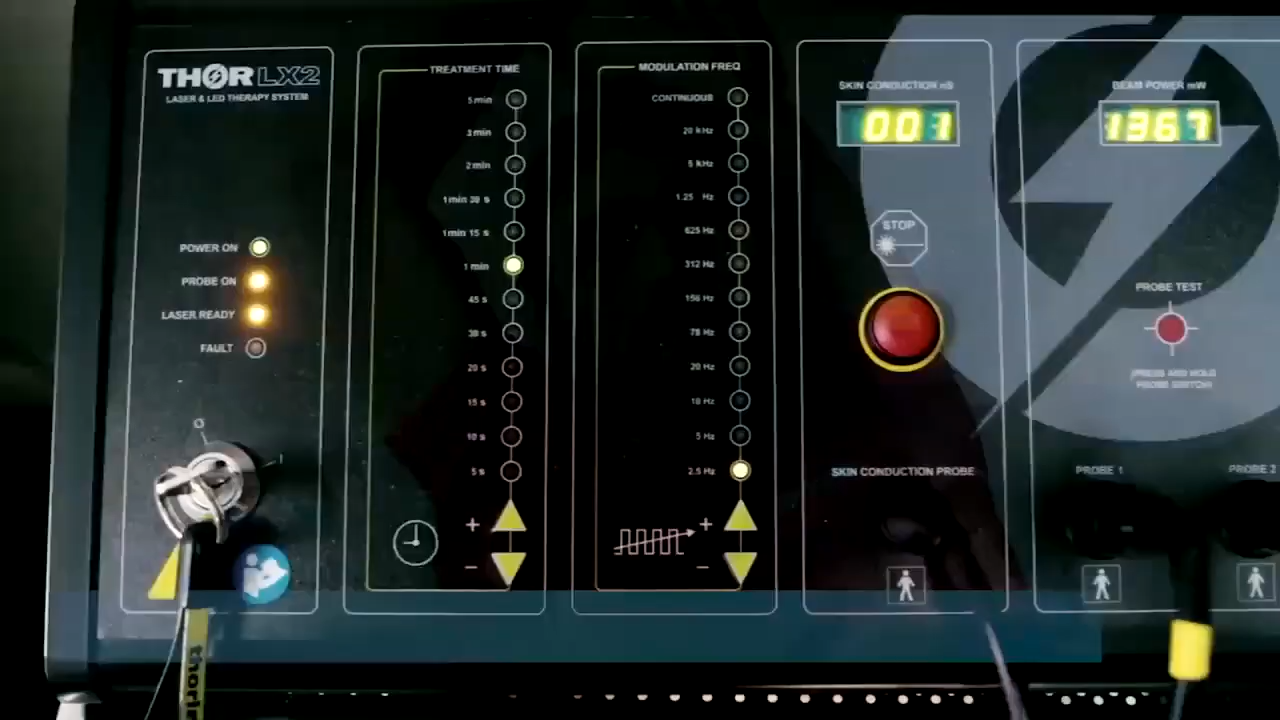 THOR LX2
LASER & LED THERAPY SYSTEM
POWER ON
PROBE ON
LASER READY
FAULT
O
I
TREATMENT TIME
5 min
3 min
2 min
1 min 30 s
1 min 15 s
1 min
45 s
30 s
20 s
15 s
10 s
5 s
+
−
MODULATION FREQ
CONTINUOUS
20 kHz
5 kHz
1.25 Hz
625 Hz
312 Hz
156 Hz
78 Hz
20 Hz
10 Hz
5 Hz
2.5 Hz
+
−
SKIN CONDUCTION nS
001
STOP
SKIN CONDUCTION PROBE
BEAM POWER mW
1367
PROBE TEST
(PRESS AND HOLD
PROBE SWITCH)
PROBE 1
PROBE 2